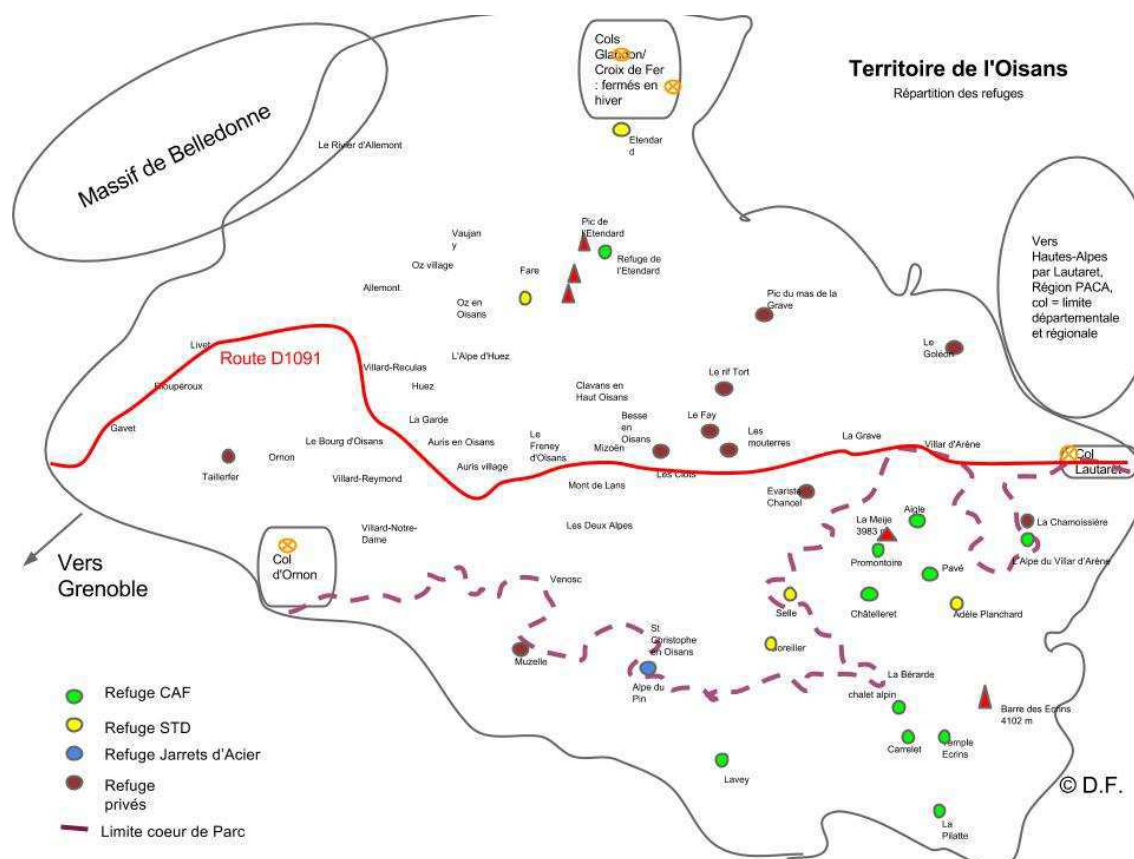 Cols
Glandon/
Croix de Fer
: fermés en
hiver
Territoire de l'Oisans
Répartition des refuges
Massif de Belledonne
Le Rivier d'Allemont
Etendar
d
Vaujan
y
Pic de
l'Etendard
Refuge de
l'Etendard
Oz village
Fare
Allemont
Oz en
Oisans
Pic du mas de la
Grave
Vers
Hautes-Alpes
par Lautaret,
Région PACA,
col = limite
départementale
et régionale
Le
Goléon
Livet
Route D1091
L'Alpe d'Huez
Villard-Reculas
Huez
Rioupéroux
Clavans en
Haut Oisans
Le rif Tort
Gavet
La Garde
Besse
en
Oisans
Le Fay
Les
mouterres
Le Bourg d'Oisans
Auris en Oisans
Le
Freney
d'Oisans
Mizoën
La Grave
Villar d'Arène
Taillerfer
Ornon
Auris village
Villard-Reymond
Les Clots
Mont de Lans
Col
Lautaret
Evariste
Chancel
Villard-Notre-
Dame
Les Deux Alpes
La Meije
3983 m
Aigle
La Chamoissière
Promontoire
Pavé
L'Alpe du Villar d'Arène
Vers
Grenoble
Col
d'Ornon
Venosc
Selle
Châtelleret
Adèle Planchard
St
Christophe
en Oisans
Muzelle
Soreiller
Alpe du
Pin
La Bérarde
chalet alpin
Barre des Ecrins
4102 m
Carrelet
Temple
Ecrins
Lavey
La
Pilatte
© D.F.
Refuge CAF
Refuge STD
Refuge Jarrets d'Acier
Refuge
privés
Limite coeur de Parc